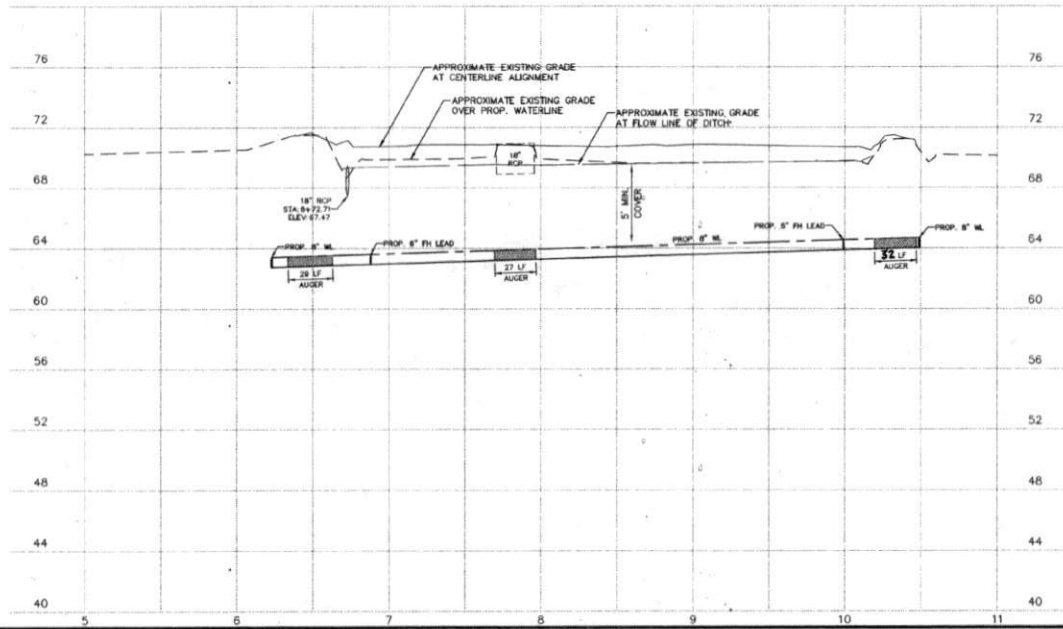 76
76
APPROXIMATE EXISTING GRADE
AT CENTERLINE ALIGNMENT
APPROXIMATE EXISTING GRADE
OVER PROP. WATERLINE
APPROXIMATE EXISTING GRADE
AT FLOW LINE OF DITCH
72
72
18"
RCP
68
68
18" RCP
STA: 6+72.71
ELEV: 67.47
5' MIN.
COVER
PROP. 8" WL
PROP. 6" FH LEAD
PROP. 8" WL
PROP. 6" FH LEAD
PROP. 8" WL
64
64
29 LF
AUGER
27 LF
AUGER
32 LF
AUGER
60
60
56
56
52
52
48
48
44
44
40
40
5
6
7
8
9
10
11